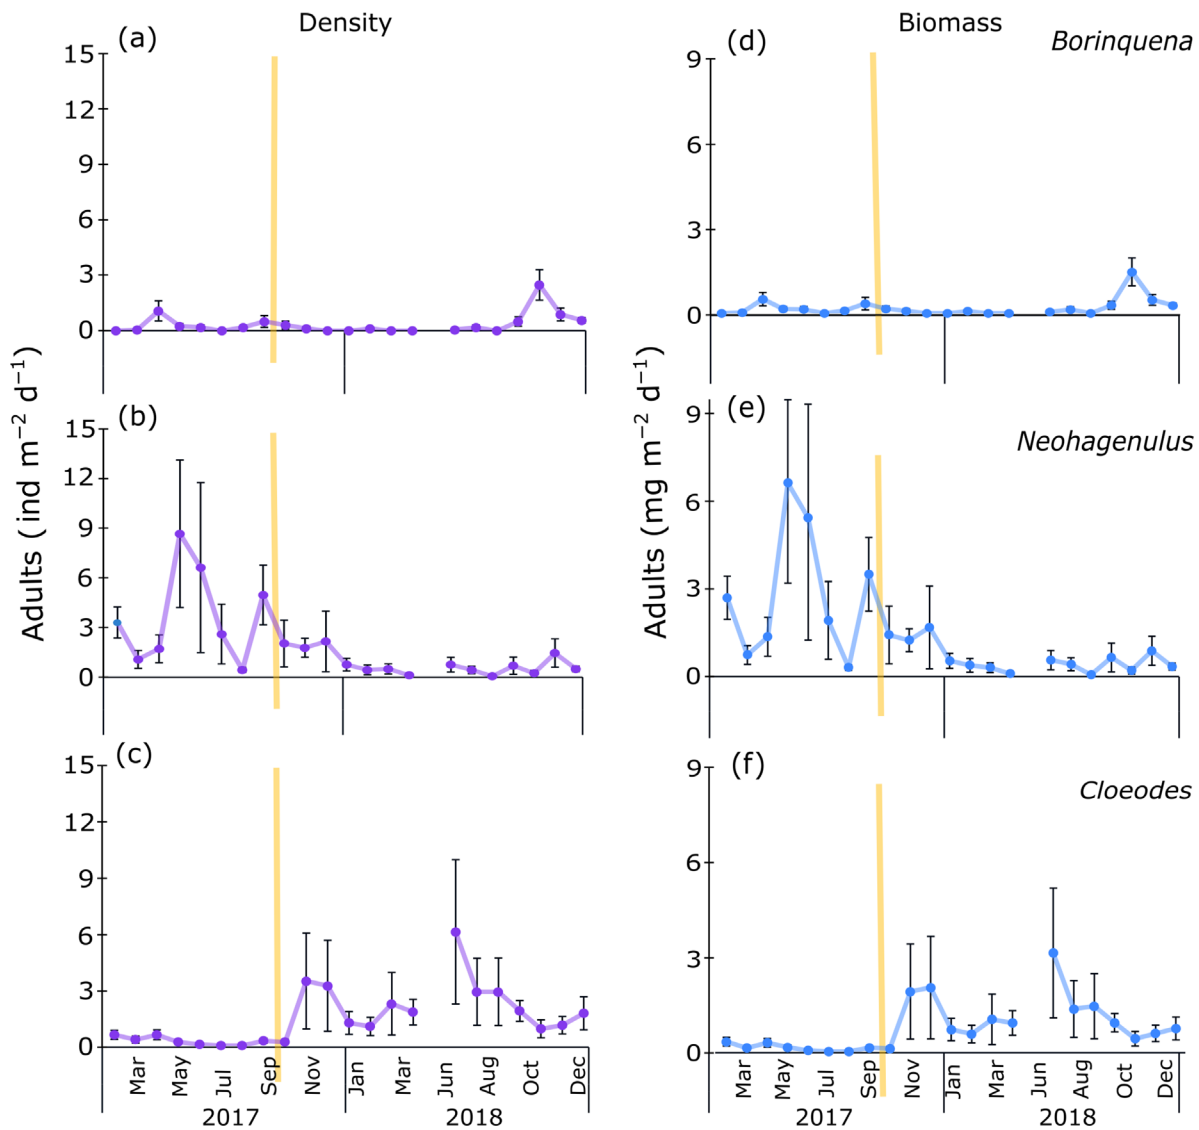 Density
Biomass
(a)
(d)
Borinquena
15
12
9
6
3
0
9
6
3
0
Adults (ind m−2 d−1)
Adults (mg m−2 d−1)
(b)
(e)
Neohagenulus
15
12
9
6
3
0
9
6
3
0
(c)
(f)
Cloeodes
15
12
9
6
3
0
9
6
3
0
Mar May Jul Sep Nov Jan Mar Jun Aug Oct Dec
2017 2018
Mar May Jul Sep Nov Jan Mar Jun Aug Oct Dec
2017 2018